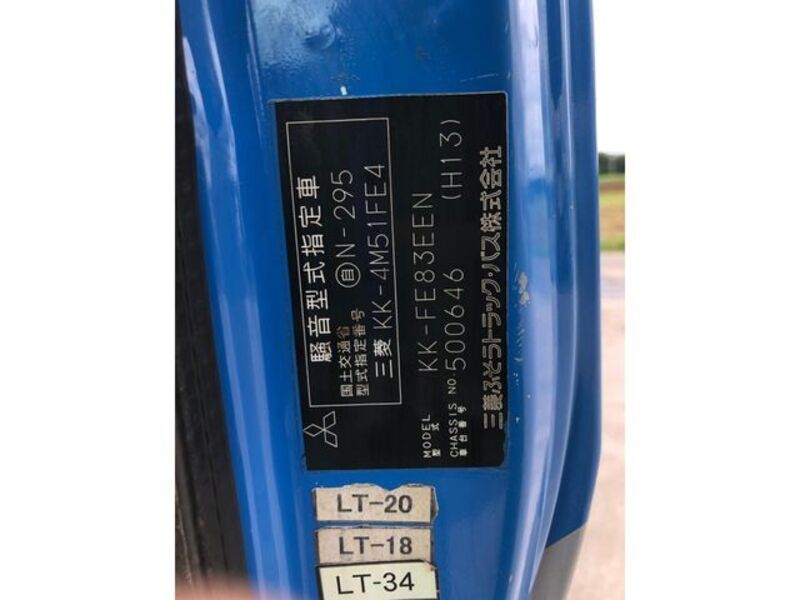 騒音型式指定車
国土交通省
型式指定番号 自N-295
三菱 KK-4M51FE4
MODEL
型式 KK-FE83EEN
CHASSIS NO.
車台番号 500646 (H13)
三菱ふそうトラック・バス株式会社
LT-20
LT-18
LT-34